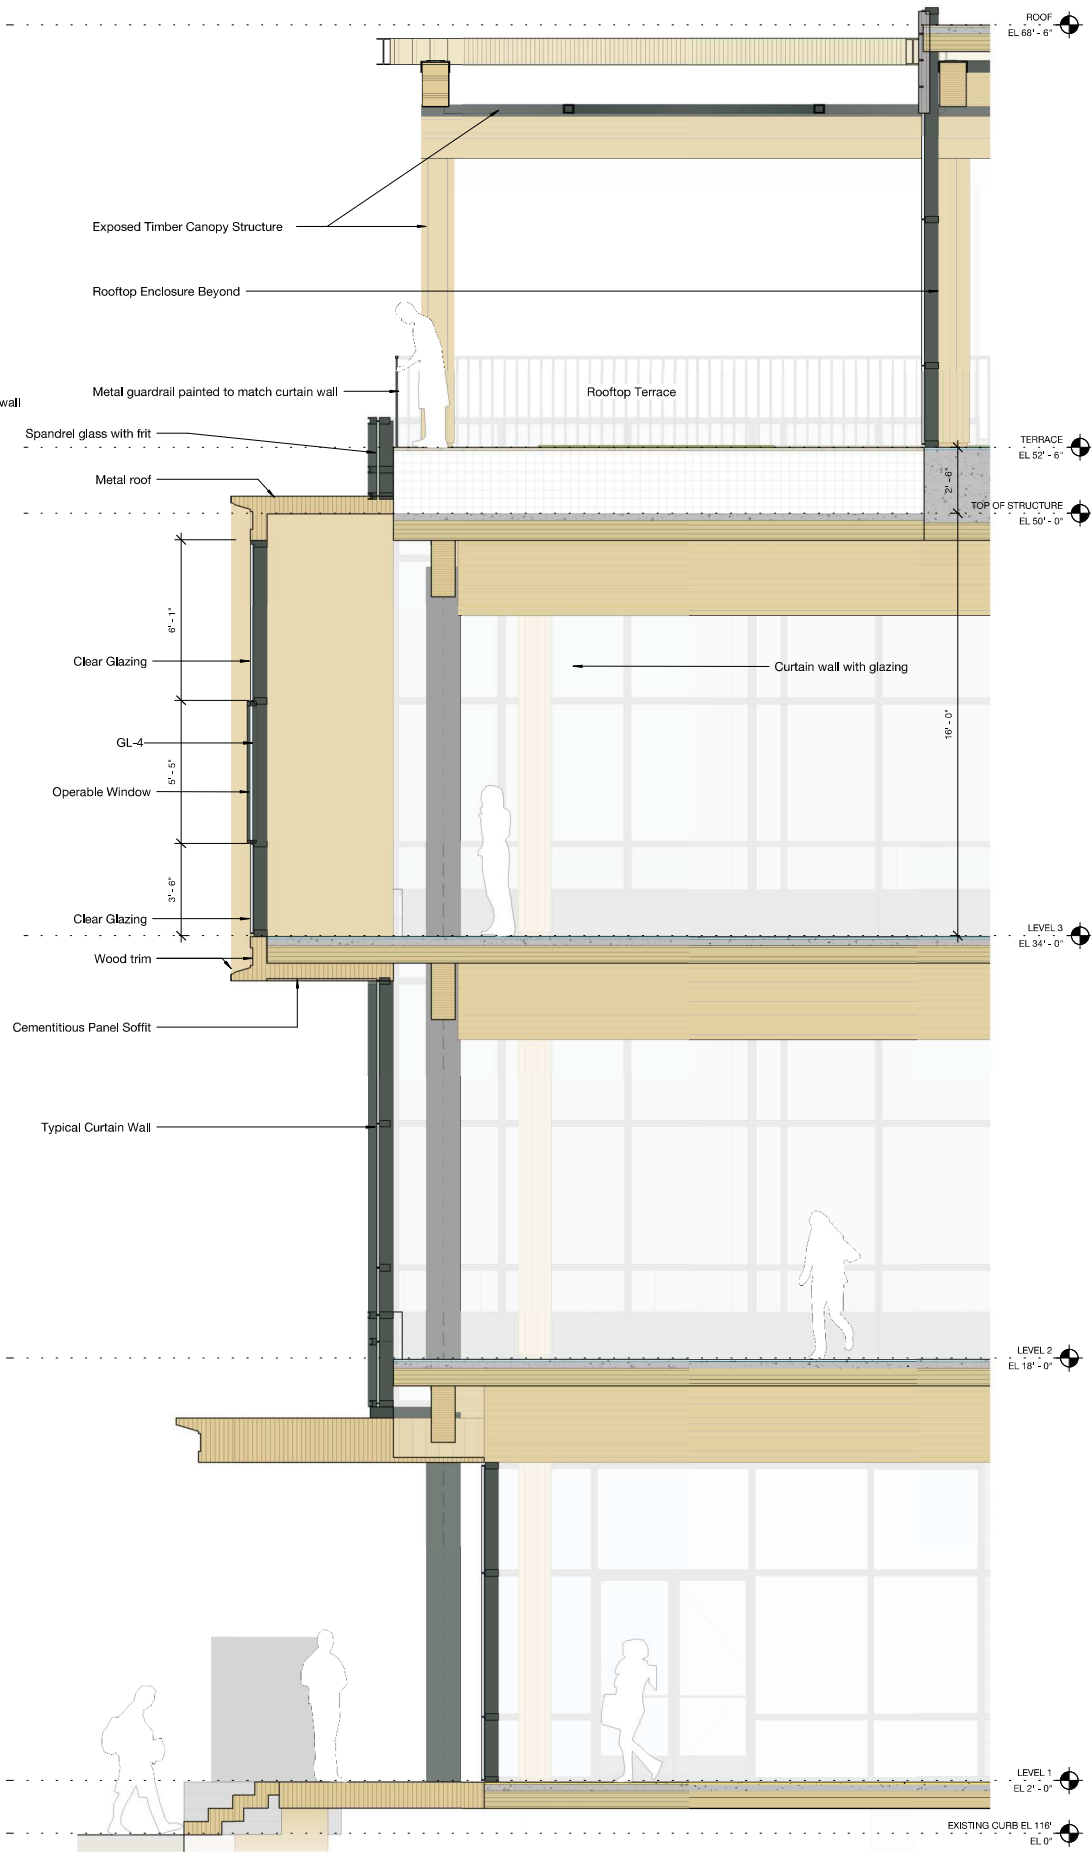 ROOF
EL 68' - 6"
Exposed Timber Canopy Structure
Rooftop Enclosure Beyond
Metal guardrail painted to match curtain wall
Rooftop Terrace
wall
Spandrel glass with frit
TERRACE
EL 52' - 6"
Metal roof
2' - 6"
TOP OF STRUCTURE
EL 50' - 0"
6' - 1"
Clear Glazing
Curtain wall with glazing
16' - 0"
GL-4
5' - 5"
Operable Window
3' - 6"
Clear Glazing
LEVEL 3
EL 34' - 0"
Wood trim
Cementitious Panel Soffit
Typical Curtain Wall
LEVEL 2
EL 18' - 0"
LEVEL 1
EL 2' - 0"
EXISTING CURB EL 116'
EL 0"